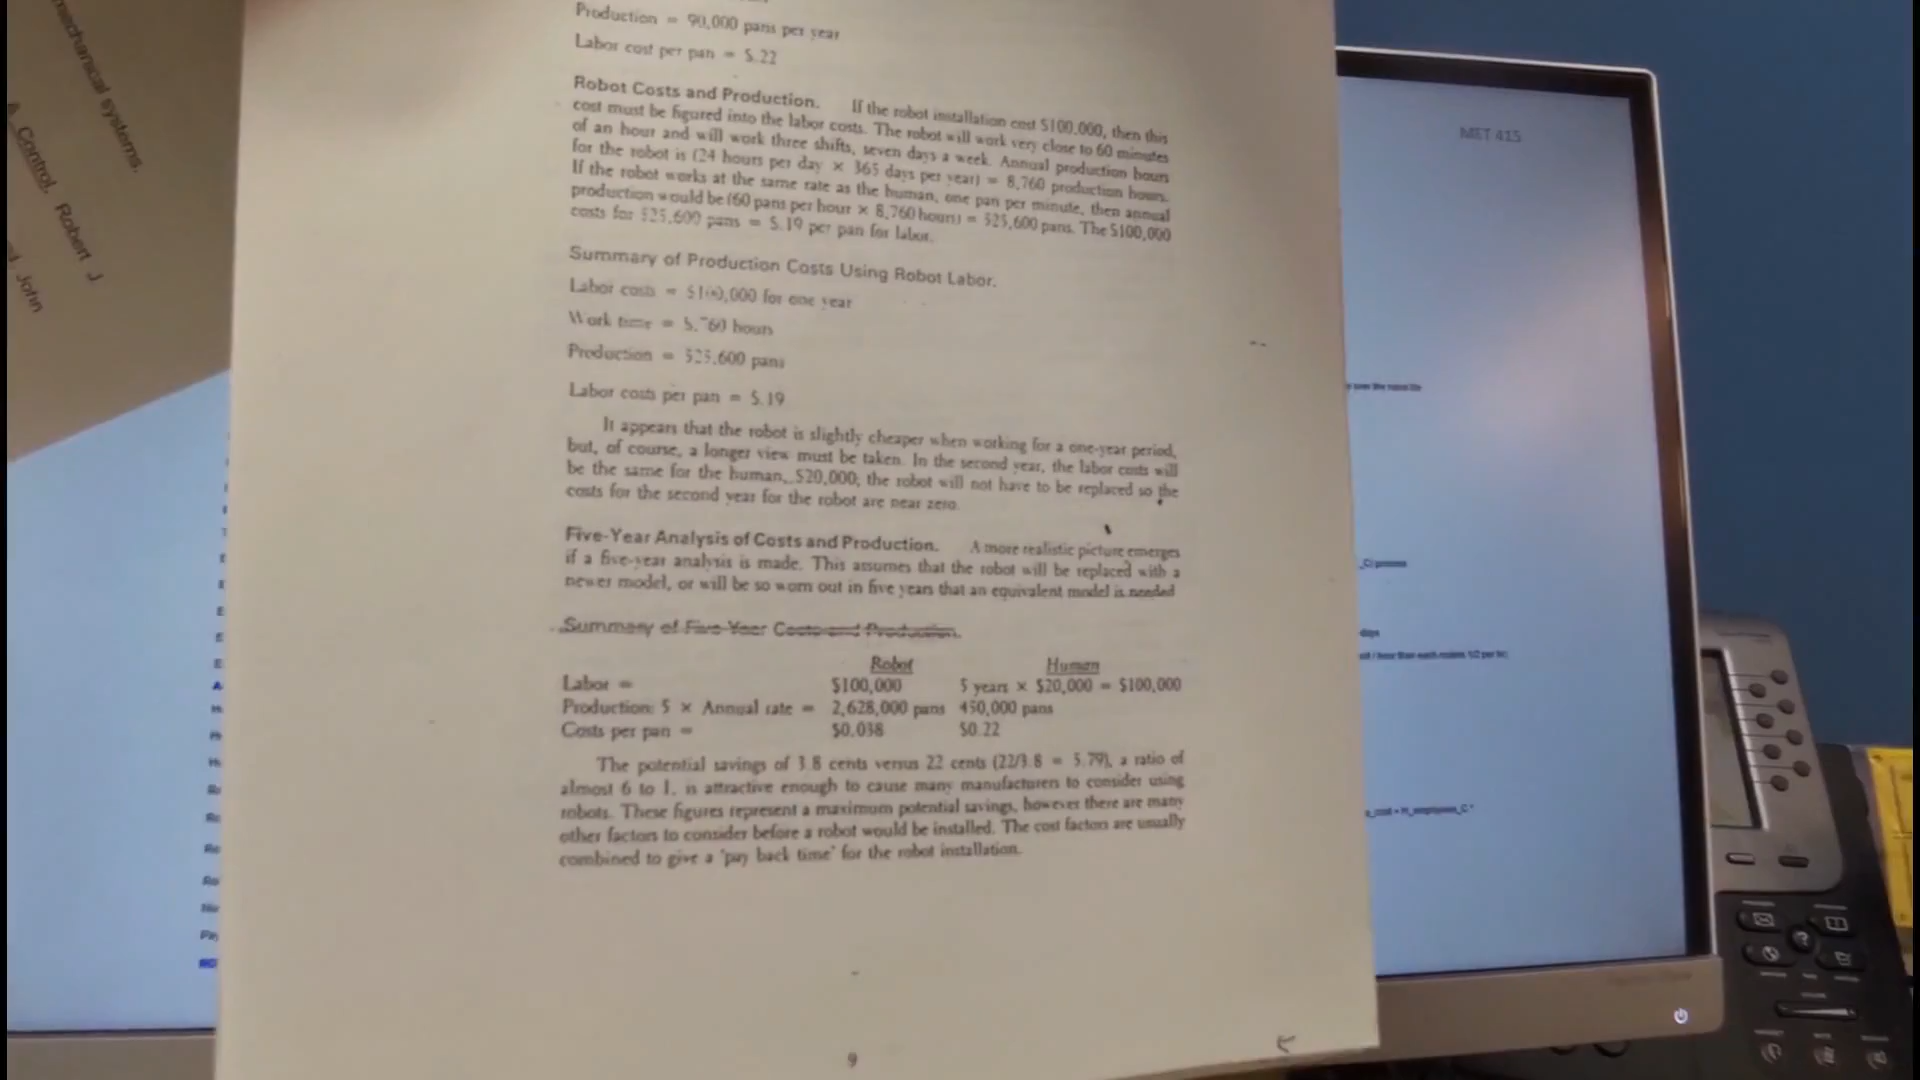 mechanical systems.
A Control, Robert J
John
Production = 90,000 pans per year
Labor cost per pan = $.22
Robot Costs and Production. If the robot installation cost $100,000, then this
cost must be figured into the labor costs. The robot will work very close to 60 minutes
of an hour and will work three shifts, seven days a week. Annual production hours
for the robot is (24 hours per day × 365 days per year) = 8,760 production hours.
If the robot works at the same rate as the human, one pan per minute, then annual
production would be (60 pans per hour × 8,760 hours) = 525,600 pans. The $100,000
costs for 525,600 pans = $.19 per pan for labor.
Summary of Production Costs Using Robot Labor.
Labor costs = $100,000 for one year
Work time = 8,760 hours
Production = 525,600 pans
Labor costs per pan = $.19
It appears that the robot is slightly cheaper when working for a one-year period,
but, of course, a longer view must be taken. In the second year, the labor costs will
be the same for the human, $20,000; the robot will not have to be replaced so the
costs for the second year for the robot are near zero.
Five-Year Analysis of Costs and Production. A more realistic picture emerges
if a five-year analysis is made. This assumes that the robot will be replaced with a
newer model, or will be so worn out in five years that an equivalent model is needed
Summary of Five-Year Costs and Production.
Robot Human
Labor = $100,000 5 years × $20,000 = $100,000
Production: 5 × Annual rate = 2,628,000 pans 450,000 pans
Costs per pan = $0.038 $0.22
The potential savings of 3.8 cents versus 22 cents (22/3.8 = 5.79), a ratio of
almost 6 to 1, is attractive enough to cause many manufacturers to consider using
robots. These figures represent a maximum potential savings, however there are many
other factors to consider before a robot would be installed. The cost factors are usually
combined to give a "pay back time" for the robot installation.
9
MET 415
days